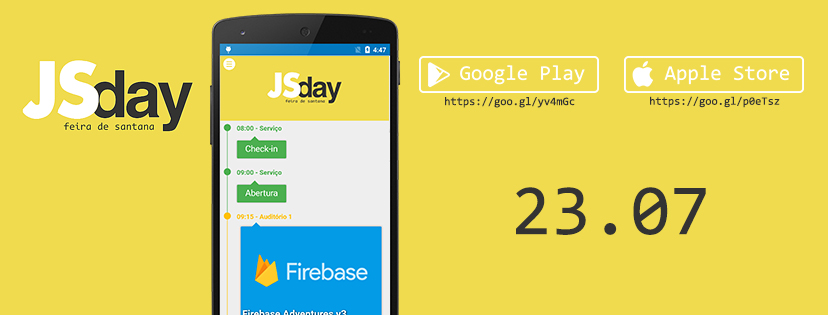 JSday
feira de santana
4:47
JSday
feira de santana
08:00 - Serviço
Check-in
09:00 - Serviço
Abertura
09:15 - Auditório 1
Firebase
Firebase Adventures v3
Google Play
https://goo.gl/yv4mGc
Apple Store
https://goo.gl/p0eTsz
23.07